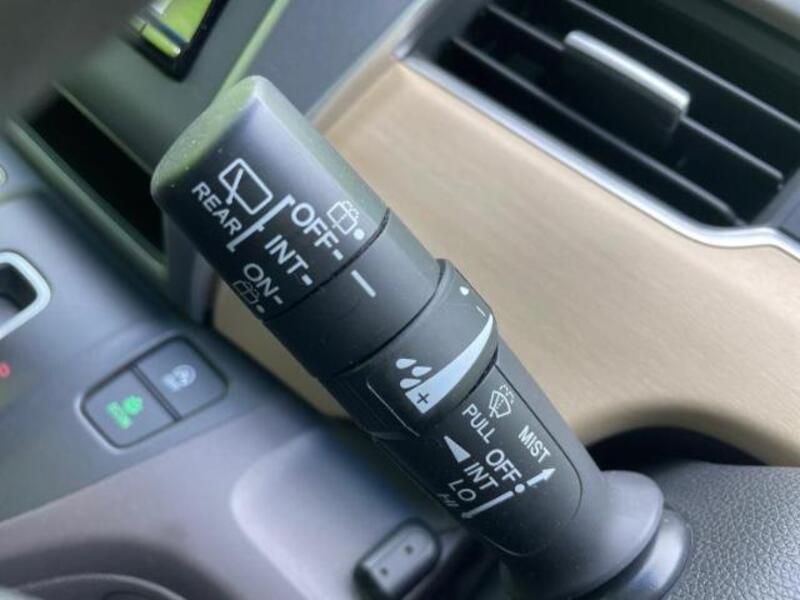 REAR
OFF
INT
ON
- +
PULL
MIST
OFF
INT
LO
HI